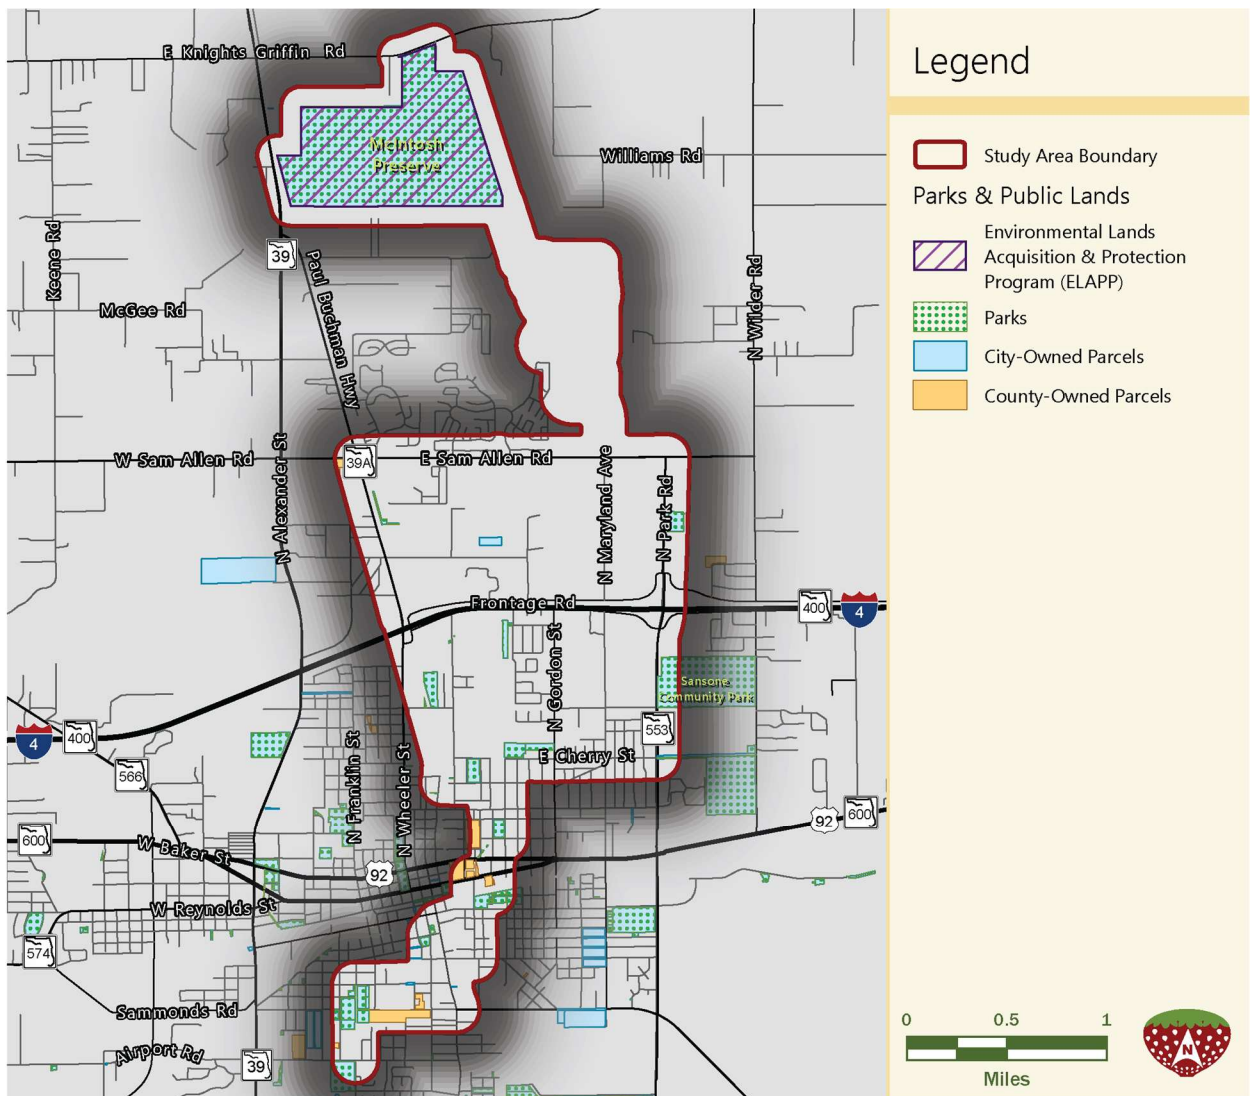 E Knights Griffin Rd
McIntosh
Preserve
Williams Rd
Keene Rd
39
Paul Buchman Hwy
N Wilder Rd
McGee Rd
W Sam Allen Rd
39A
E Sam Allen Rd
N Alexander St
N Maryland Ave
N Park Rd
Frontage Rd
400
4
N Gordon St
Sansone
Community Park
4
400
553
566
E Cherry St
N Franklin St
N Wheeler St
600
W Baker St
92
92
600
W Reynolds St
574
Sammonds Rd
Airport Rd
39
Legend
Study Area Boundary
Parks & Public Lands
Environmental Lands
Acquisition & Protection
Program (ELAPP)
Parks
City-Owned Parcels
County-Owned Parcels
0 0.5 1
Miles
N